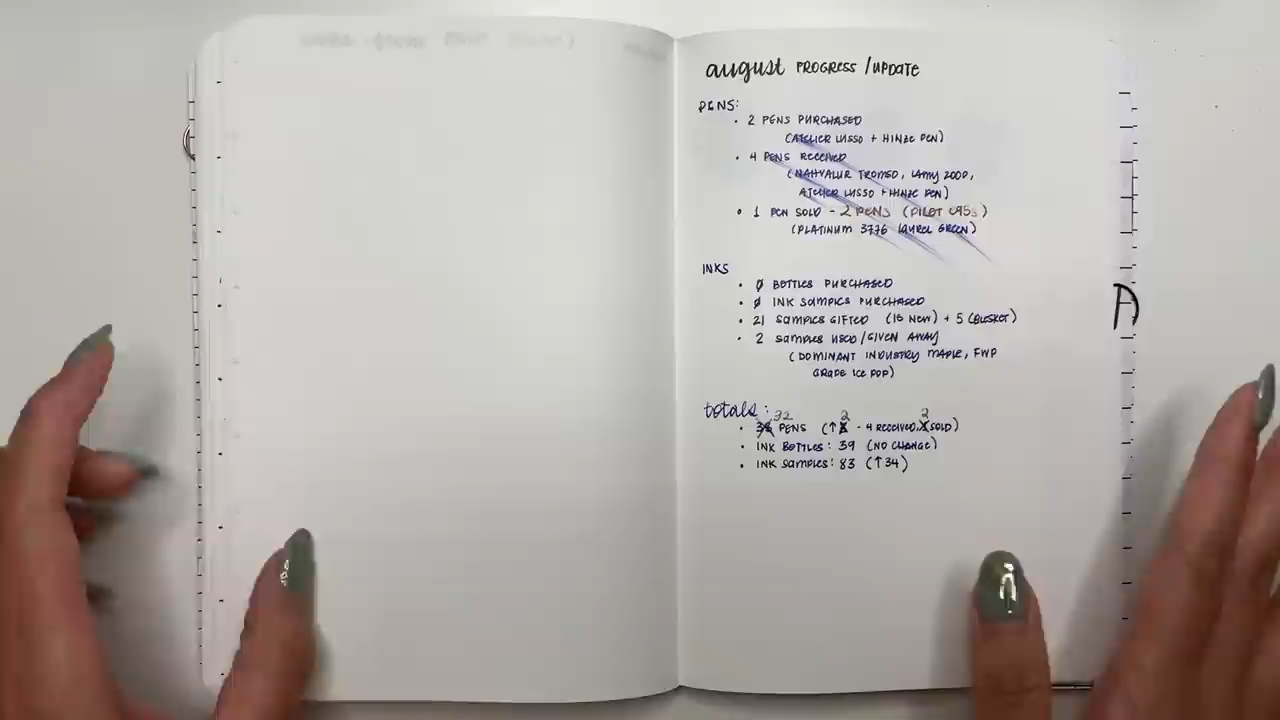 august PROGRESS / UPDATE
PENS:
• 2 PENS PURCHASED
(ATELIER LUSSO + HINZE PEN)
• 4 PENS RECEIVED
(NAHVALUR TROMSO, LAMY 2000,
ATELIER LUSSO + HINZE PEN)
• 1 PEN SOLD - 2 PENS (PILOT C95s)
(PLATINUM 3776 LAUREL GREEN)
INKS
• 0 BOTTLES PURCHASED
• 0 INK SAMPLES PURCHASED
• 21 SAMPLES GIFTED (16 NEW) + 5 (BLESKET)
• 2 SAMPLES USED / GIVEN AWAY
(DOMINANT INDUSTRY MAPLE, FWP
GRAPE ICE POP)
totals:
32 PENS (↑ 2 - 4 RECEIVED, 2 SOLD)
• INK BOTTLES: 39 (NO CHANGE)
• INK SAMPLES: 83 (↑34)
A